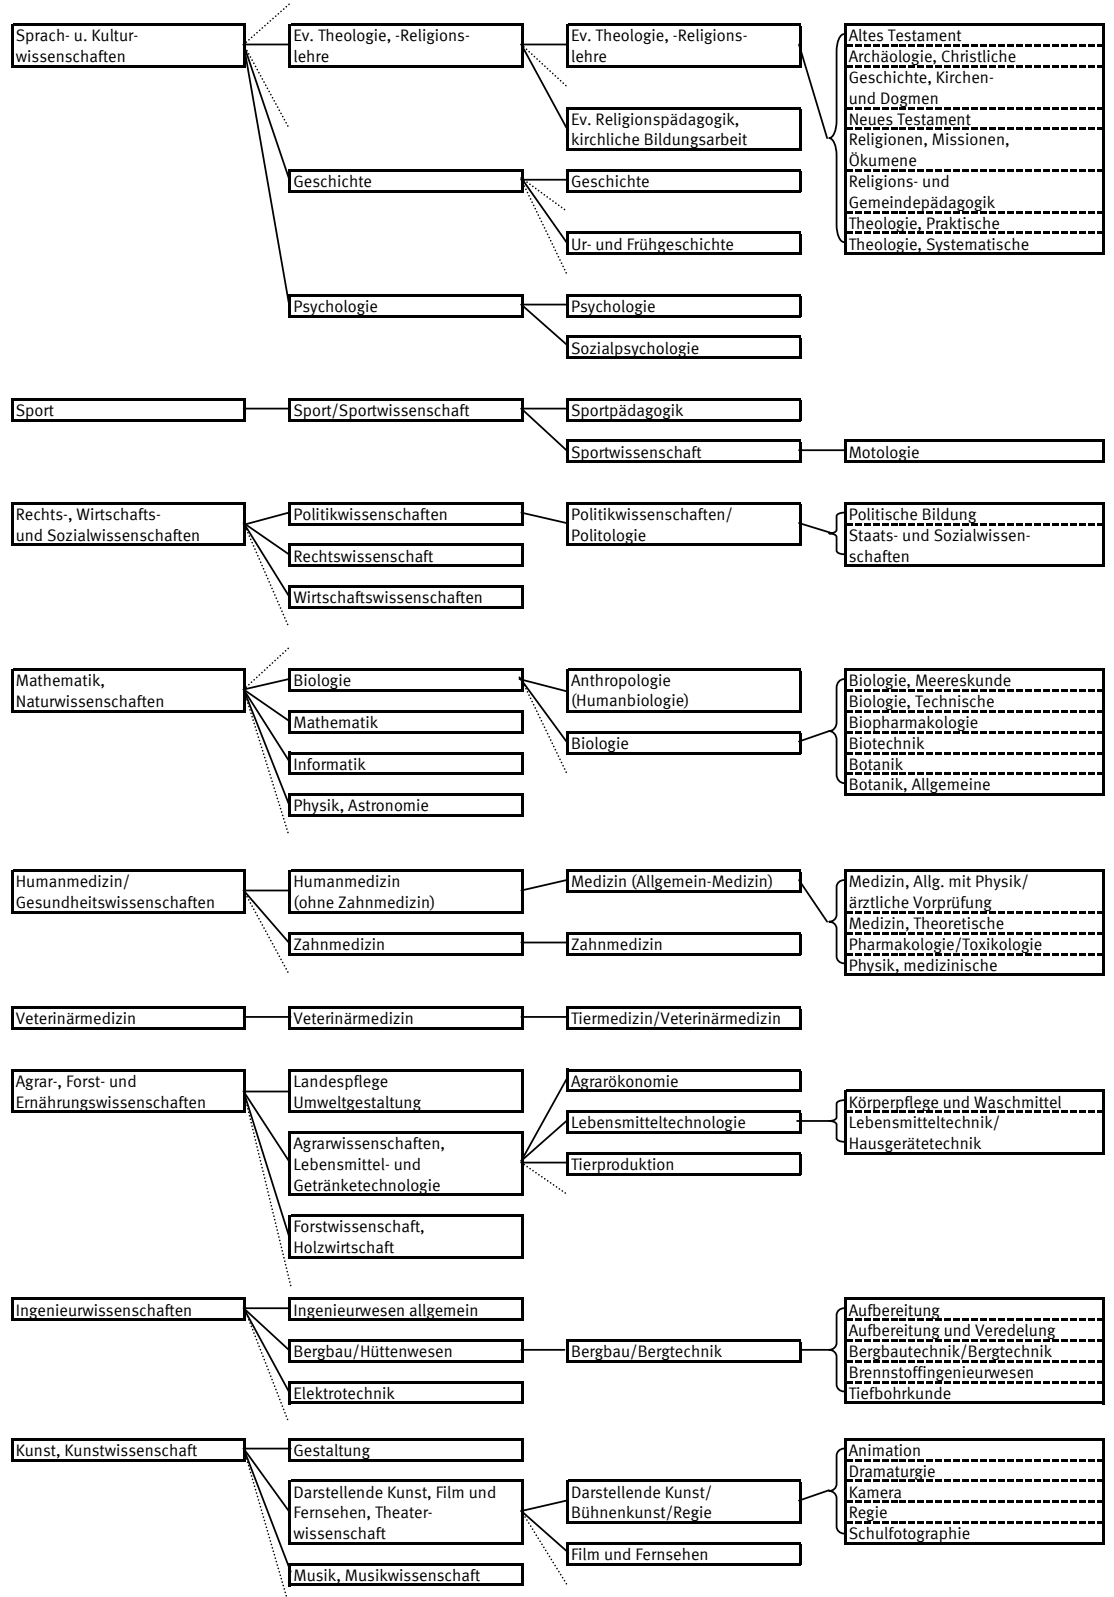 Sprach- u. Kultur-
wissenschaften
Ev. Theologie, -Religions-
lehre
Ev. Theologie, -Religions-
lehre
Altes Testament
Archäologie, Christliche
Geschichte, Kirchen-
und Dogmen
Neues Testament
Religionen, Missionen,
Ökumene
Religions- und
Gemeindepädagogik
Theologie, Praktische
Theologie, Systematische
Ev. Religionspädagogik,
kirchliche Bildungsarbeit
Geschichte
Geschichte
Ur- und Frühgeschichte
Psychologie
Psychologie
Sozialpsychologie
Sport
Sport/Sportwissenschaft
Sportpädagogik
Sportwissenschaft
Motologie
Rechts-, Wirtschafts-
und Sozialwissenschaften
Politikwissenschaften
Politikwissenschaften/
Politologie
Politische Bildung
Staats- und Sozialwissen-
schaften
Rechtswissenschaft
Wirtschaftswissenschaften
Mathematik,
Naturwissenschaften
Biologie
Anthropologie
(Humanbiologie)
Biologie
Biologie, Meereskunde
Biologie, Technische
Biopharmakologie
Biotechnik
Botanik
Botanik, Allgemeine
Mathematik
Informatik
Physik, Astronomie
Humanmedizin/
Gesundheitswissenschaften
Humanmedizin
(ohne Zahnmedizin)
Medizin (Allgemein-Medizin)
Medizin, Allg. mit Physik/
ärztliche Vorprüfung
Medizin, Theoretische
Pharmakologie/Toxikologie
Physik, medizinische
Zahnmedizin
Zahnmedizin
Veterinärmedizin
Veterinärmedizin
Tiermedizin/Veterinärmedizin
Agrar-, Forst- und
Ernährungswissenschaften
Landespflege
Umweltgestaltung
Agrarwissenschaften,
Lebensmittel- und
Getränketechnologie
Agrarökonomie
Lebensmitteltechnologie
Körperpflege und Waschmittel
Lebensmitteltechnik/
Hausgerätetechnik
Tierproduktion
Forstwissenschaft,
Holzwirtschaft
Ingenieurwissenschaften
Ingenieurwesen allgemein
Bergbau/Hüttenwesen
Bergbau/Bergtechnik
Aufbereitung
Aufbereitung und Veredelung
Bergbautechnik/Bergtechnik
Brennstoffingenieurwesen
Tiefbohrkunde
Elektrotechnik
Kunst, Kunstwissenschaft
Gestaltung
Darstellende Kunst, Film und
Fernsehen, Theater-
wissenschaft
Darstellende Kunst/
Bühnenkunst/Regie
Animation
Dramaturgie
Kamera
Regie
Schulfotographie
Film und Fernsehen
Musik, Musikwissenschaft